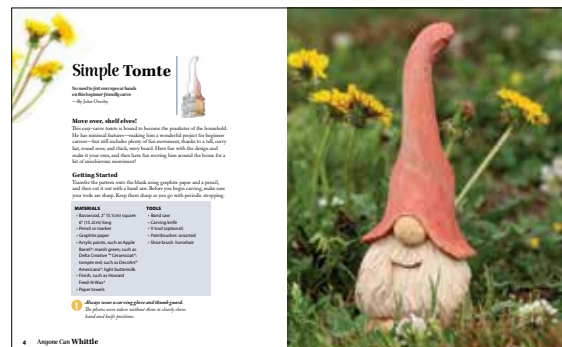 Simple Tomte
No need to fret over eyes or hands
on this beginner-friendly carve
—By John Overby
Move over, shelf elves!
This easy-carve tomte is bound to become the prankster of the household.
He has minimal features—making him a wonderful project for beginner
carvers—but still includes plenty of fun movement, thanks to a tall, curvy
hat, round nose, and thick, wavy beard. Have fun with the design and
make it your own, and then have fun moving him around the house for a
bit of mischievous merriment!
Getting Started
Transfer the pattern onto the blank using graphite paper and a pencil,
and then cut it out with a band saw. Before you begin carving, make sure
your tools are sharp. Keep them sharp as you go with periodic stropping.
MATERIALS
• Basswood, 2" (5.1cm) square:
6" (15.2cm) long
• Pencil or marker
• Graphite paper
• Acrylic paints, such as Apple
Barrel®: marsh green; such as
Delta Creative™ Ceramcoat®:
tompte red; such as DecoArt®
Americana®: light buttermilk
• Finish, such as Howard
Feed-N-Wax®
• Paper towels
TOOLS
• Band saw
• Carving knife
• V-tool (optional)
• Paintbrushes: assorted
• Shoe brush: horsehair
! Always wear a carving glove and thumb guard.
The photos were taken without them to clearly show
hand and knife positions.
4 Anyone Can Whittle